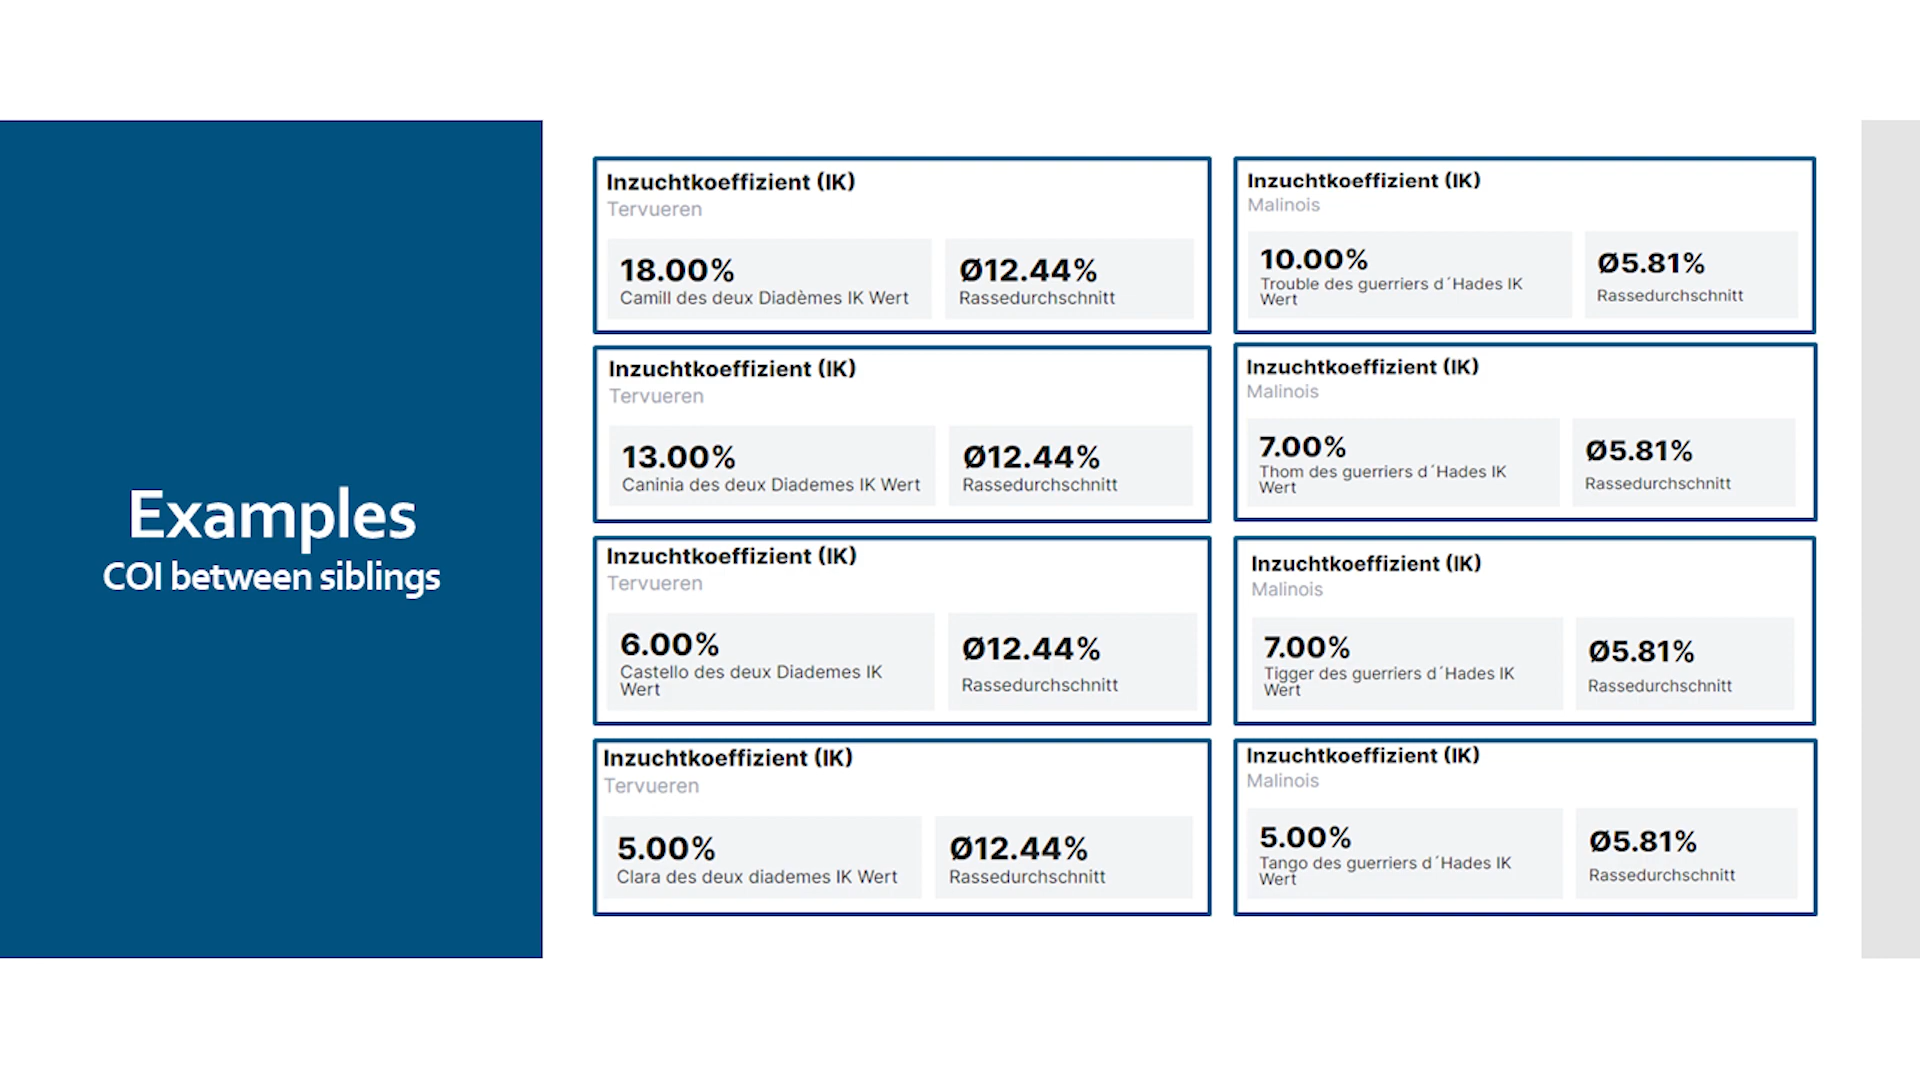 Examples
COI between siblings
Inzuchtkoeffizient (IK)
Tervueren
18.00%
Camill des deux Diadèmes IK Wert
Ø12.44%
Rassedurchschnitt
Inzuchtkoeffizient (IK)
Tervueren
13.00%
Caninia des deux Diademes IK Wert
Ø12.44%
Rassedurchschnitt
Inzuchtkoeffizient (IK)
Tervueren
6.00%
Castello des deux Diademes IK
Wert
Ø12.44%
Rassedurchschnitt
Inzuchtkoeffizient (IK)
Tervueren
5.00%
Clara des deux diademes IK Wert
Ø12.44%
Rassedurchschnitt
Inzuchtkoeffizient (IK)
Malinois
10.00%
Trouble des guerriers d´Hades IK
Wert
Ø5.81%
Rassedurchschnitt
Inzuchtkoeffizient (IK)
Malinois
7.00%
Thom des guerriers d´Hades IK
Wert
Ø5.81%
Rassedurchschnitt
Inzuchtkoeffizient (IK)
Malinois
7.00%
Tigger des guerriers d´Hades IK
Wert
Ø5.81%
Rassedurchschnitt
Inzuchtkoeffizient (IK)
Malinois
5.00%
Tango des guerriers d´Hades IK
Wert
Ø5.81%
Rassedurchschnitt